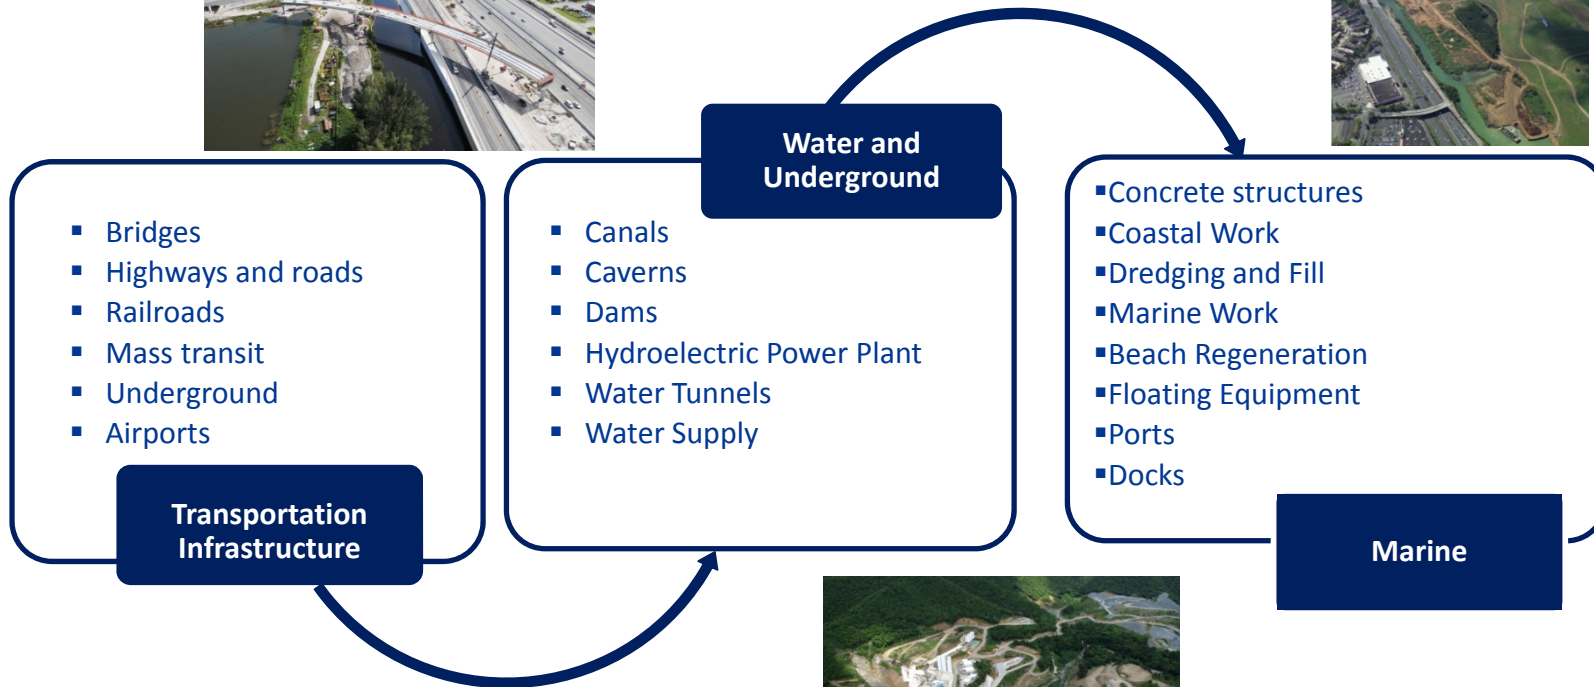 ▪ Bridges
▪ Highways and roads
▪ Railroads
▪ Mass transit
▪ Underground
▪ Airports
Transportation
Infrastructure
Water and
Underground
▪ Canals
▪ Caverns
▪ Dams
▪ Hydroelectric Power Plant
▪ Water Tunnels
▪ Water Supply
▪Concrete structures
▪Coastal Work
▪Dredging and Fill
▪Marine Work
▪Beach Regeneration
▪Floating Equipment
▪Ports
▪Docks
Marine